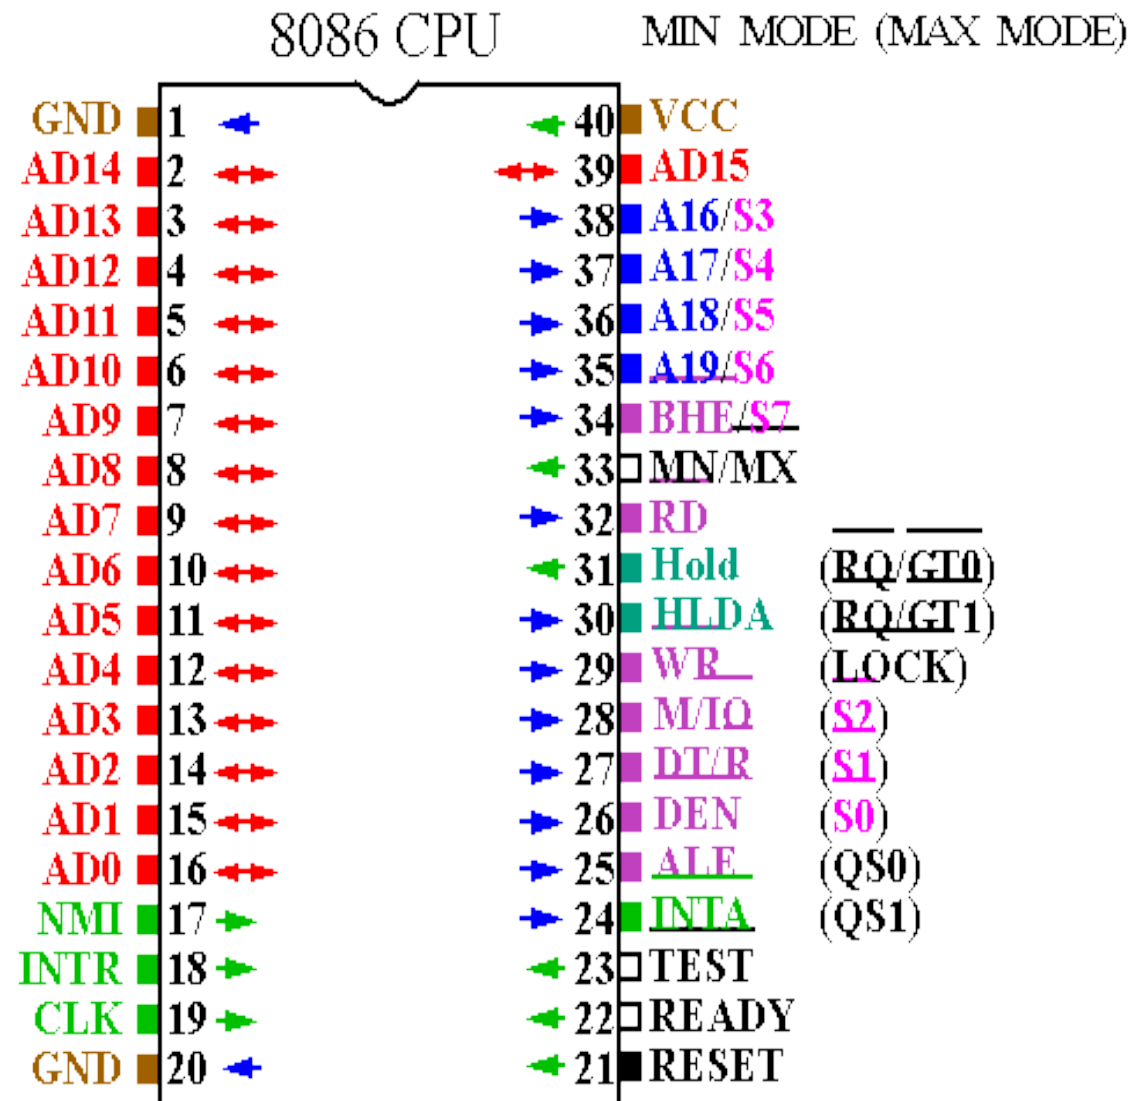 8086 CPU MIN MODE (MAX MODE)
GND 1 40 VCC
AD14 2 39 AD15
AD13 3 38 A16/S3
AD12 4 37 A17/S4
AD11 5 36 A18/S5
AD10 6 35 A19/S6
AD9 7 34 BHE/S7
AD8 8 33 MN/MX
AD7 9 32 RD
AD6 10 31 Hold (RQ/GT0)
AD5 11 30 HLDA (RQ/GT1)
AD4 12 29 WR (LOCK)
AD3 13 28 M/IO (S2)
AD2 14 27 DT/R (S1)
AD1 15 26 DEN (S0)
AD0 16 25 ALE (QS0)
NMI 17 24 INTA (QS1)
INTR 18 23 TEST
CLK 19 22 READY
GND 20 21 RESET